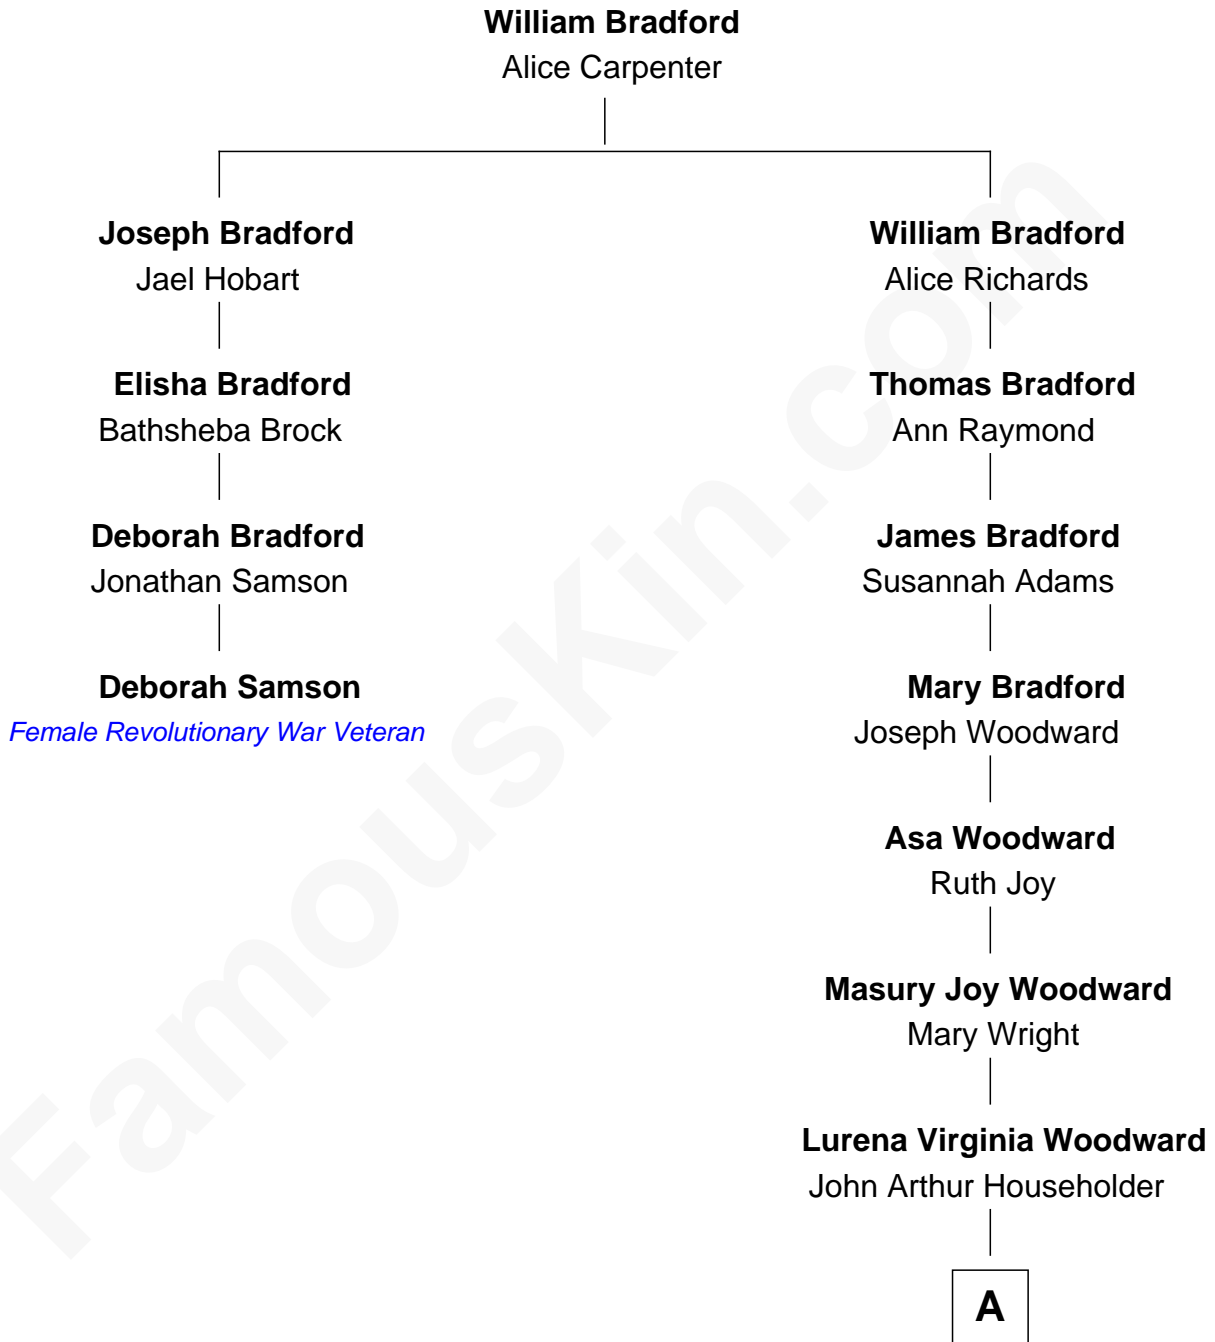 William Bradford
Alice Carpenter
Joseph Bradford
Jael Hobart
Elisha Bradford
Bathsheba Brock
Deborah Bradford
Jonathan Samson
Deborah Samson
Female Revolutionary War Veteran
William Bradford
Alice Richards
Thomas Bradford
Ann Raymond
James Bradford
Susannah Adams
Mary Bradford
Joseph Woodward
Asa Woodward
Ruth Joy
Masury Joy Woodward
Mary Wright
Lurena Virginia Woodward
John Arthur Householder
A
FamousKin.com